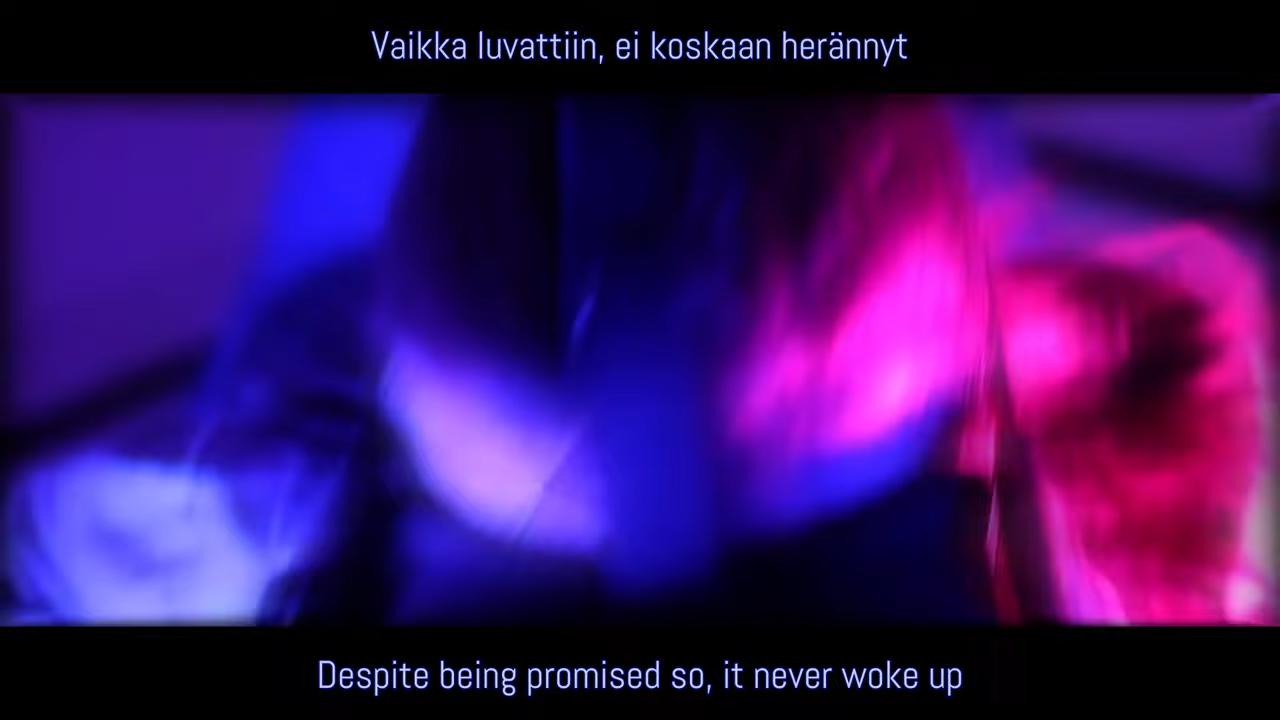 Vaikka luvattiin, ei koskaan herännyt
Despite being promised so, it never woke up